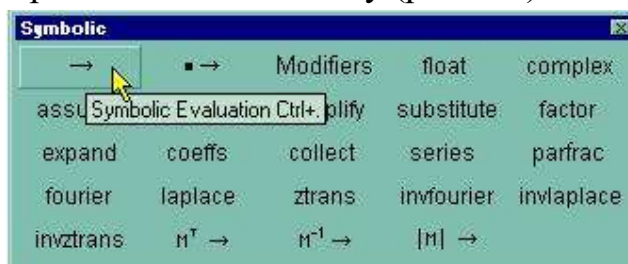 Symbolic
→ ▪ → Modifiers float complex
assu Symbolic Evaluation Ctrl+. plify substitute factor
expand coeffs collect series parfrac
fourier laplace ztrans invfourier invlaplace
invztrans Mᵀ → M⁻¹ → |M| →